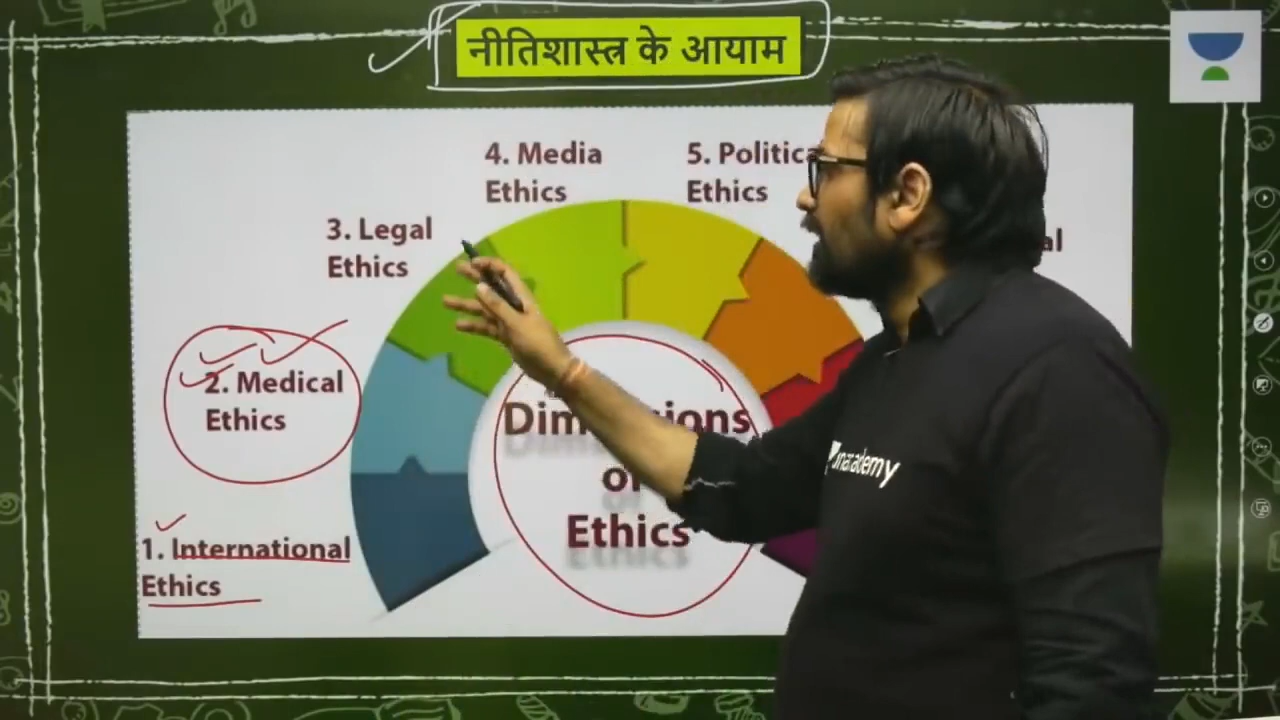 नीतिशास्त्र के आयाम
4. Media
Ethics
5. Politica
Ethics
3. Legal
Ethics
al
2. Medical
Ethics
1. International
Ethics
of
Ethics
unacademy